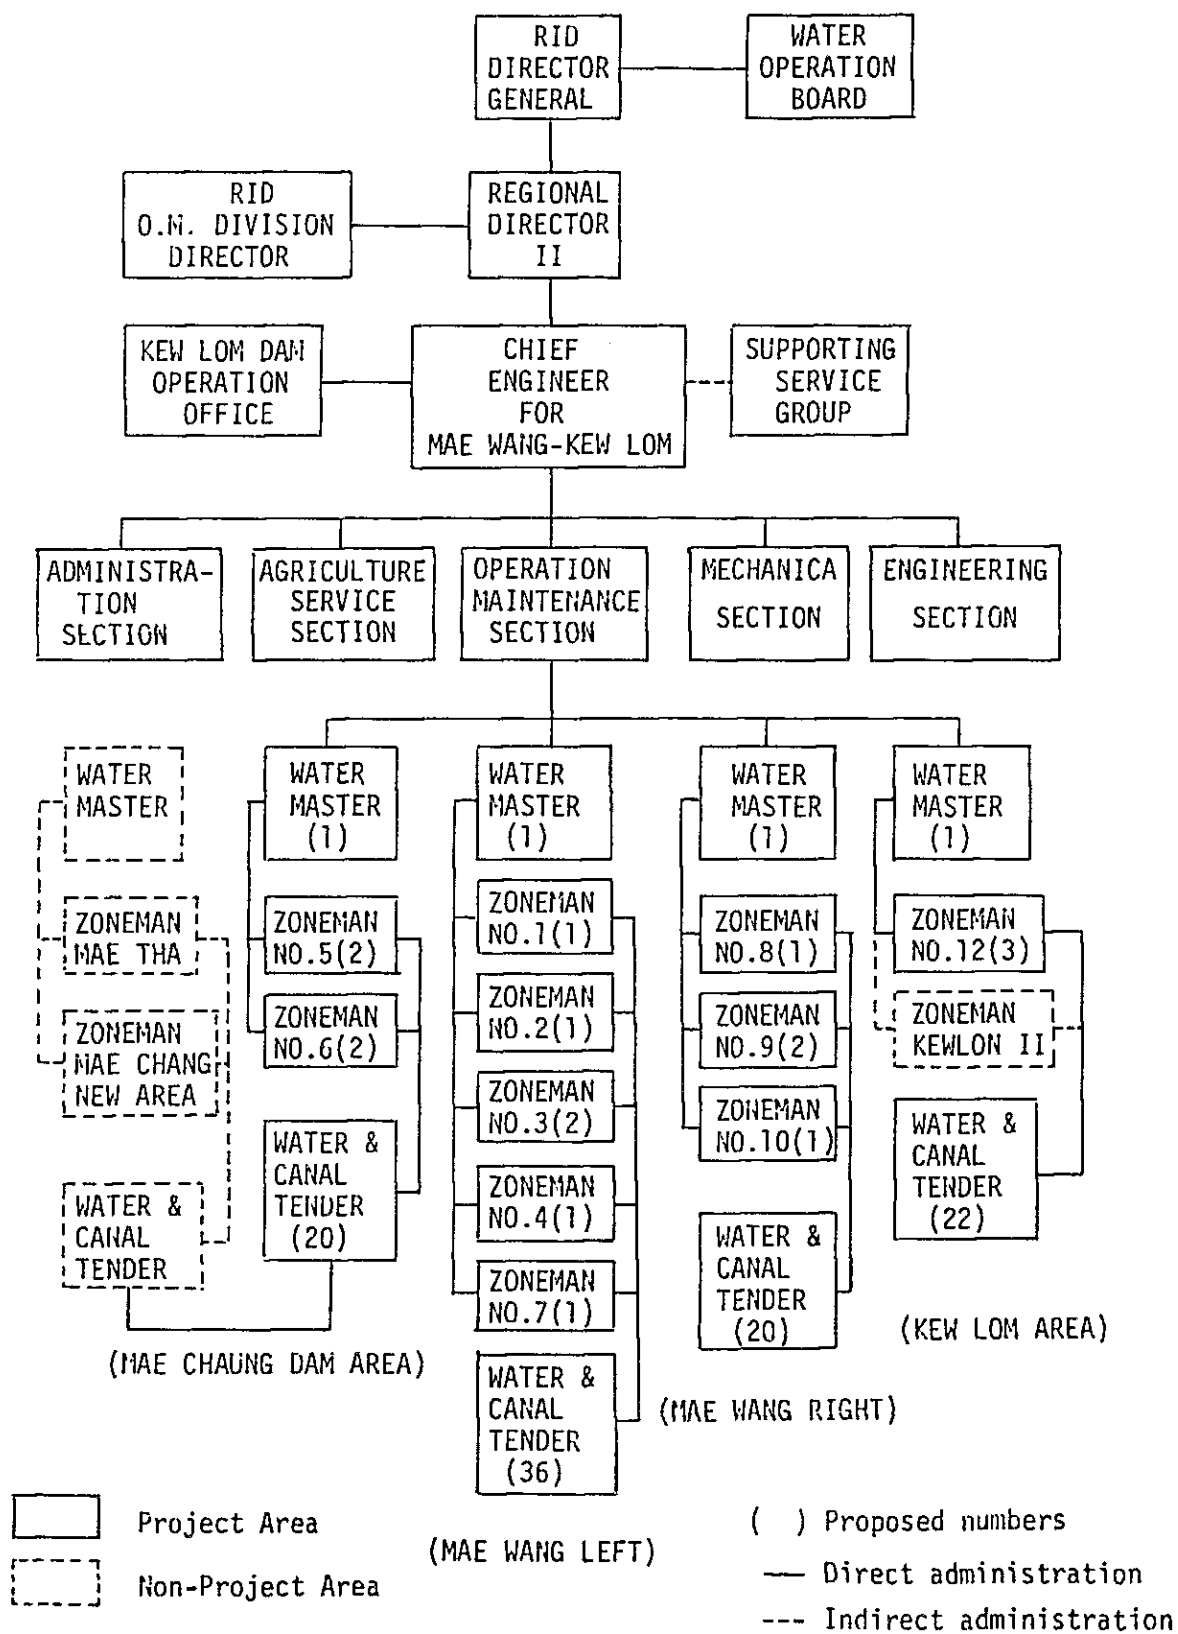 RID
DIRECTOR
GENERAL
WATER
OPERATION
BOARD
RID
O.M. DIVISION
DIRECTOR
REGIONAL
DIRECTOR
II
KEW LOM DAM
OPERATION
OFFICE
CHIEF
ENGINEER
FOR
MAE WANG-KEW LOM
SUPPORTING
SERVICE
GROUP
ADMINISTRA-
TION
SECTION
AGRICULTURE
SERVICE
SECTION
OPERATION
MAINTENANCE
SECTION
MECHANICA
SECTION
ENGINEERING
SECTION
WATER
MASTER
ZONEMAN
MAE THA
ZONEMAN
MAE CHANG
NEW AREA
WATER &
CANAL
TENDER
WATER
MASTER
(1)
ZONEMAN
NO.5(2)
ZONEMAN
NO.6(2)
WATER &
CANAL
TENDER
(20)
(MAE CHAUNG DAM AREA)
WATER
MASTER
(1)
ZONEMAN
NO.1(1)
ZONEMAN
NO.2(1)
ZONEMAN
NO.3(2)
ZONEMAN
NO.4(1)
ZONEMAN
NO.7(1)
WATER &
CANAL
TENDER
(36)
(MAE WANG LEFT)
WATER
MASTER
(1)
ZONEMAN
NO.8(1)
ZONEMAN
NO.9(2)
ZONEMAN
NO.10(1)
WATER &
CANAL
TENDER
(20)
(MAE WANG RIGHT)
WATER
MASTER
(1)
ZONEMAN
NO.12(3)
ZONEMAN
KEWLON II
WATER &
CANAL
TENDER
(22)
(KEW LOM AREA)
Project Area
Non-Project Area
( ) Proposed numbers
Direct administration
Indirect administration